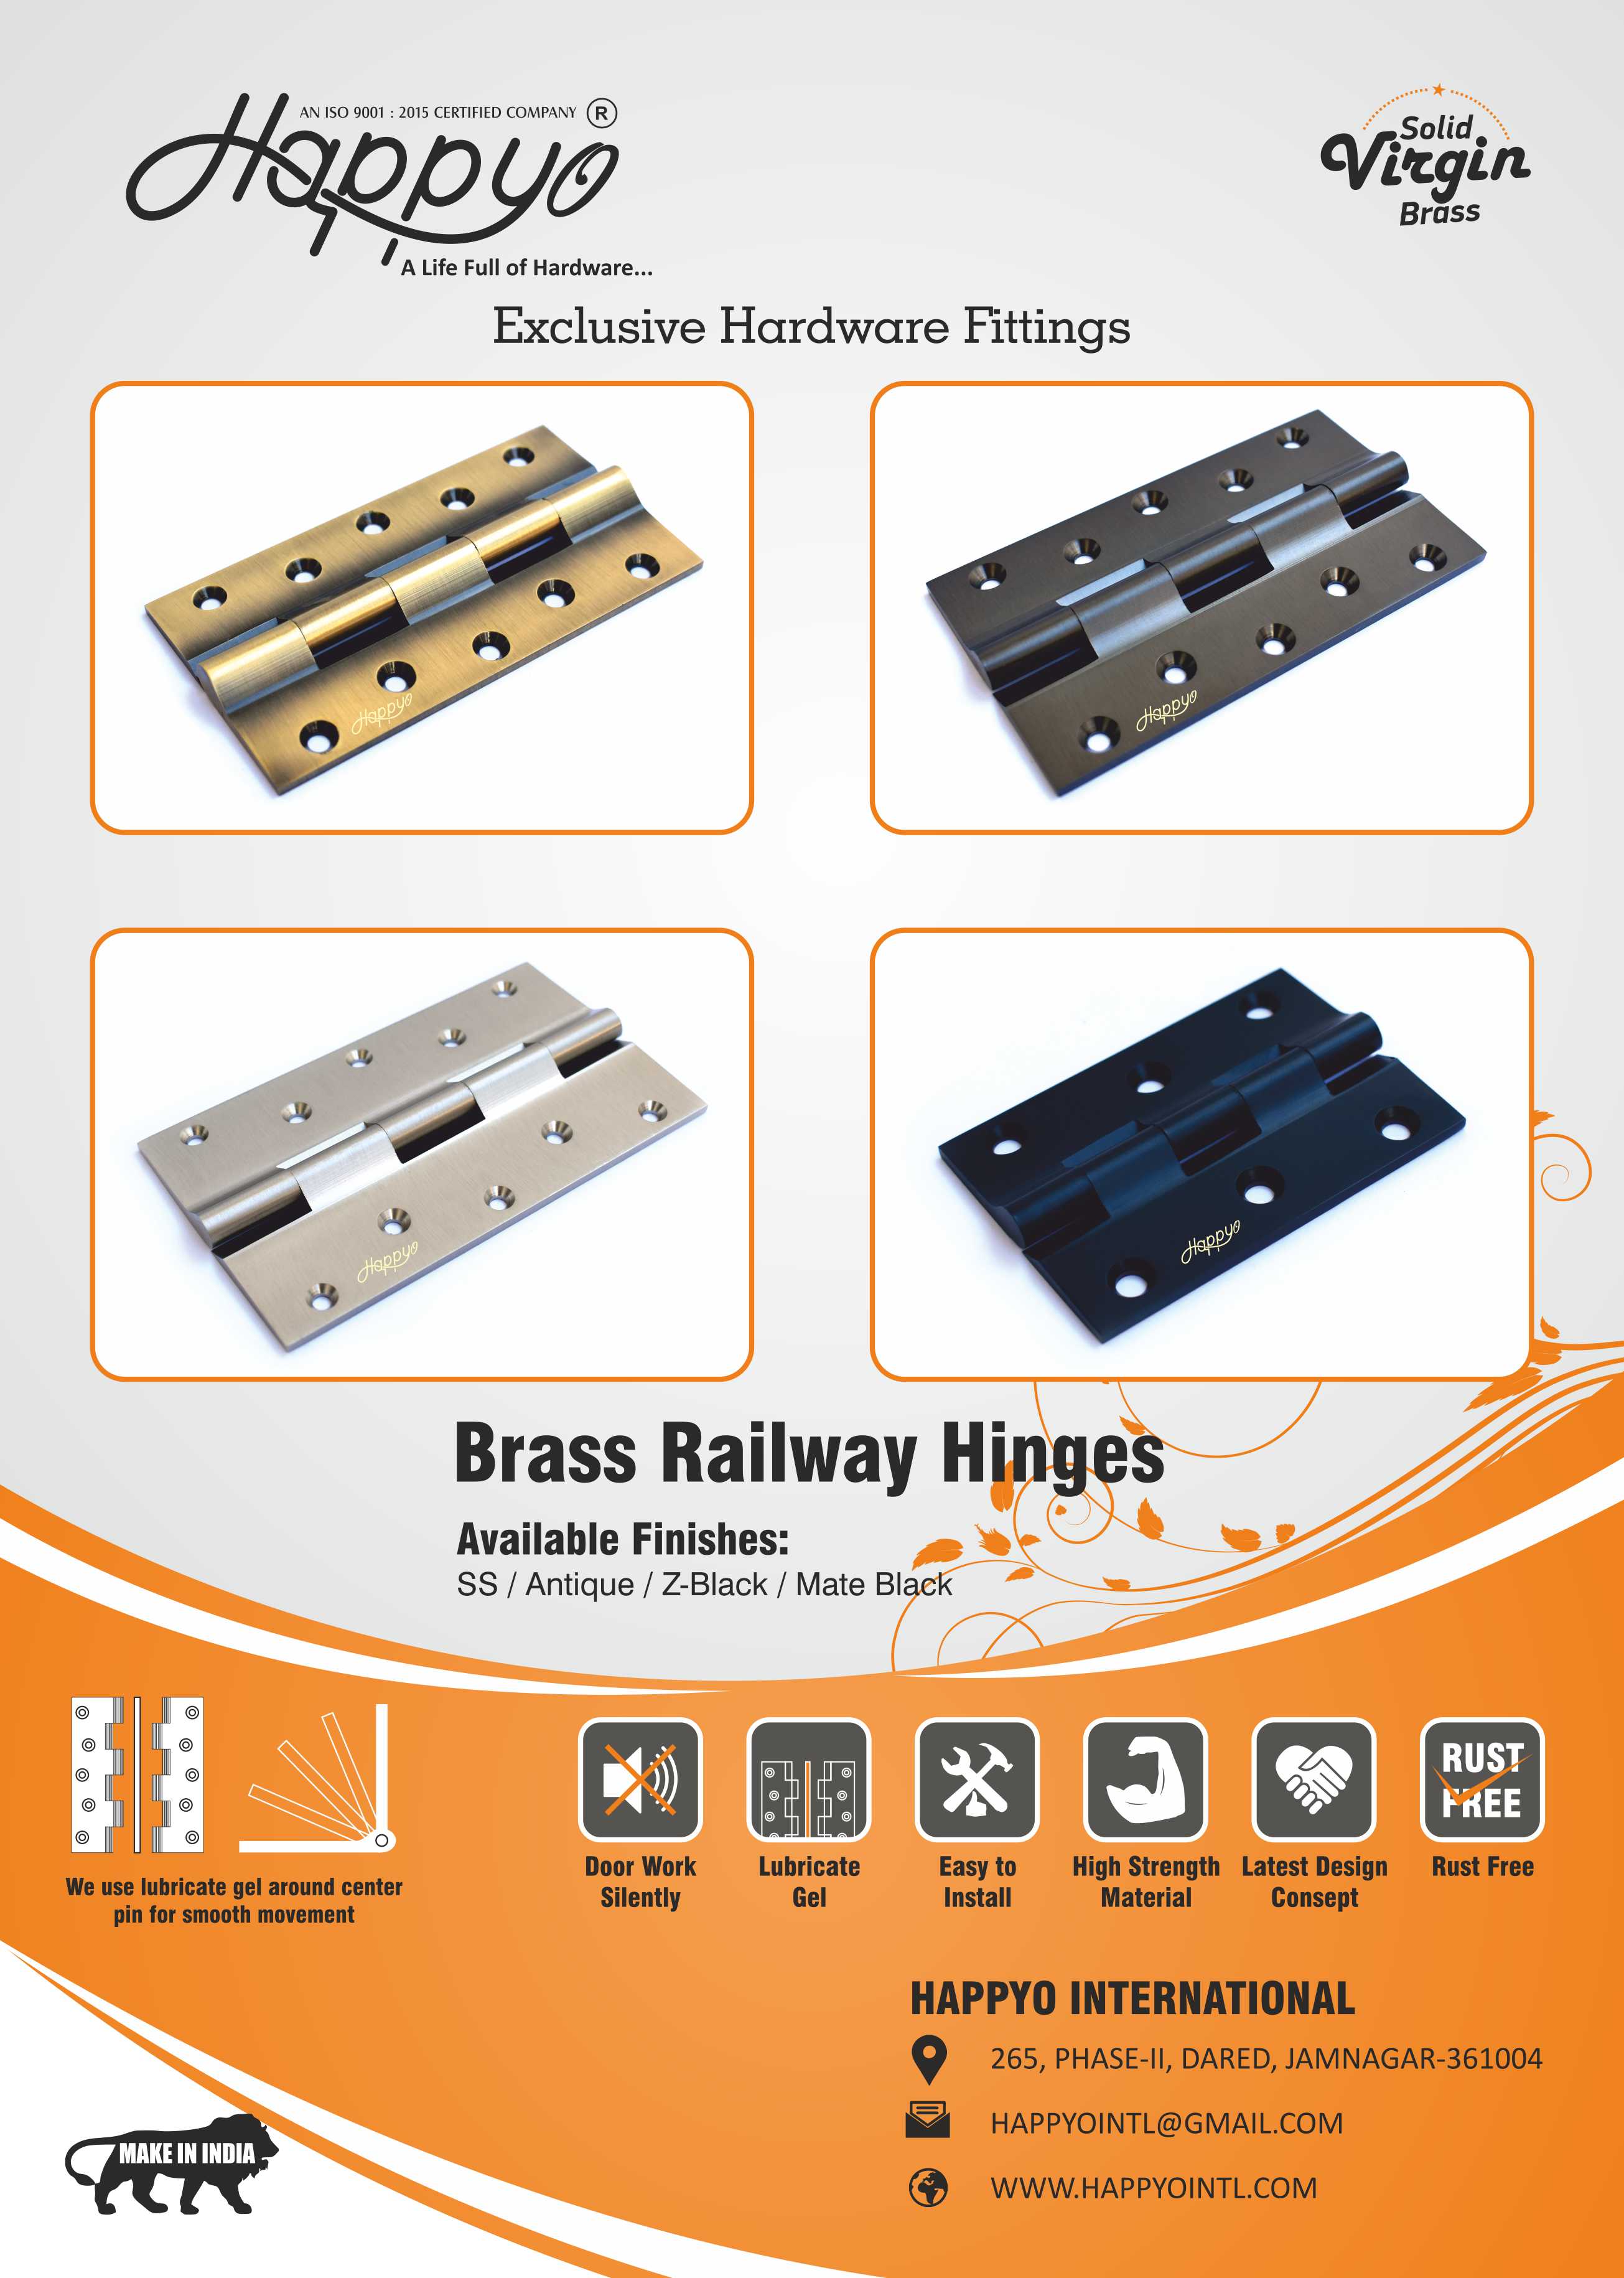 AN ISO 9001 : 2015 CERTIFIED COMPANY ®
Happyo
A Life Full of Hardware...
Solid
Virgin
Brass
Exclusive Hardware Fittings
Happyo
Happyo
Happyo
Happyo
Brass Railway Hinges
Available Finishes:
SS / Antique / Z-Black / Mate Black
We use lubricate gel around center
pin for smooth movement
Door Work
Silently
Lubricate
Gel
Easy to
Install
High Strength
Material
Latest Design
Consept
RUST
FREE
Rust Free
HAPPYO INTERNATIONAL
265, PHASE-II, DARED, JAMNAGAR-361004
HAPPYOINTL@GMAIL.COM
WWW.HAPPYOINTL.COM
MAKE IN INDIA